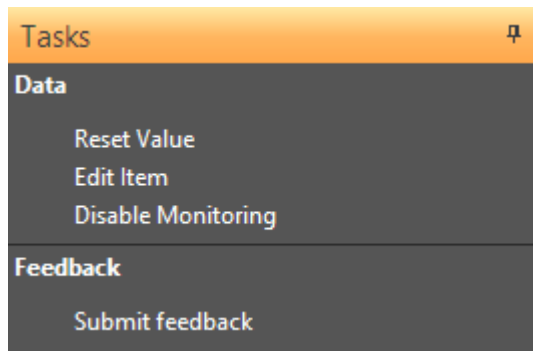 Tasks
Data
Reset Value
Edit Item
Disable Monitoring
Feedback
Submit feedback